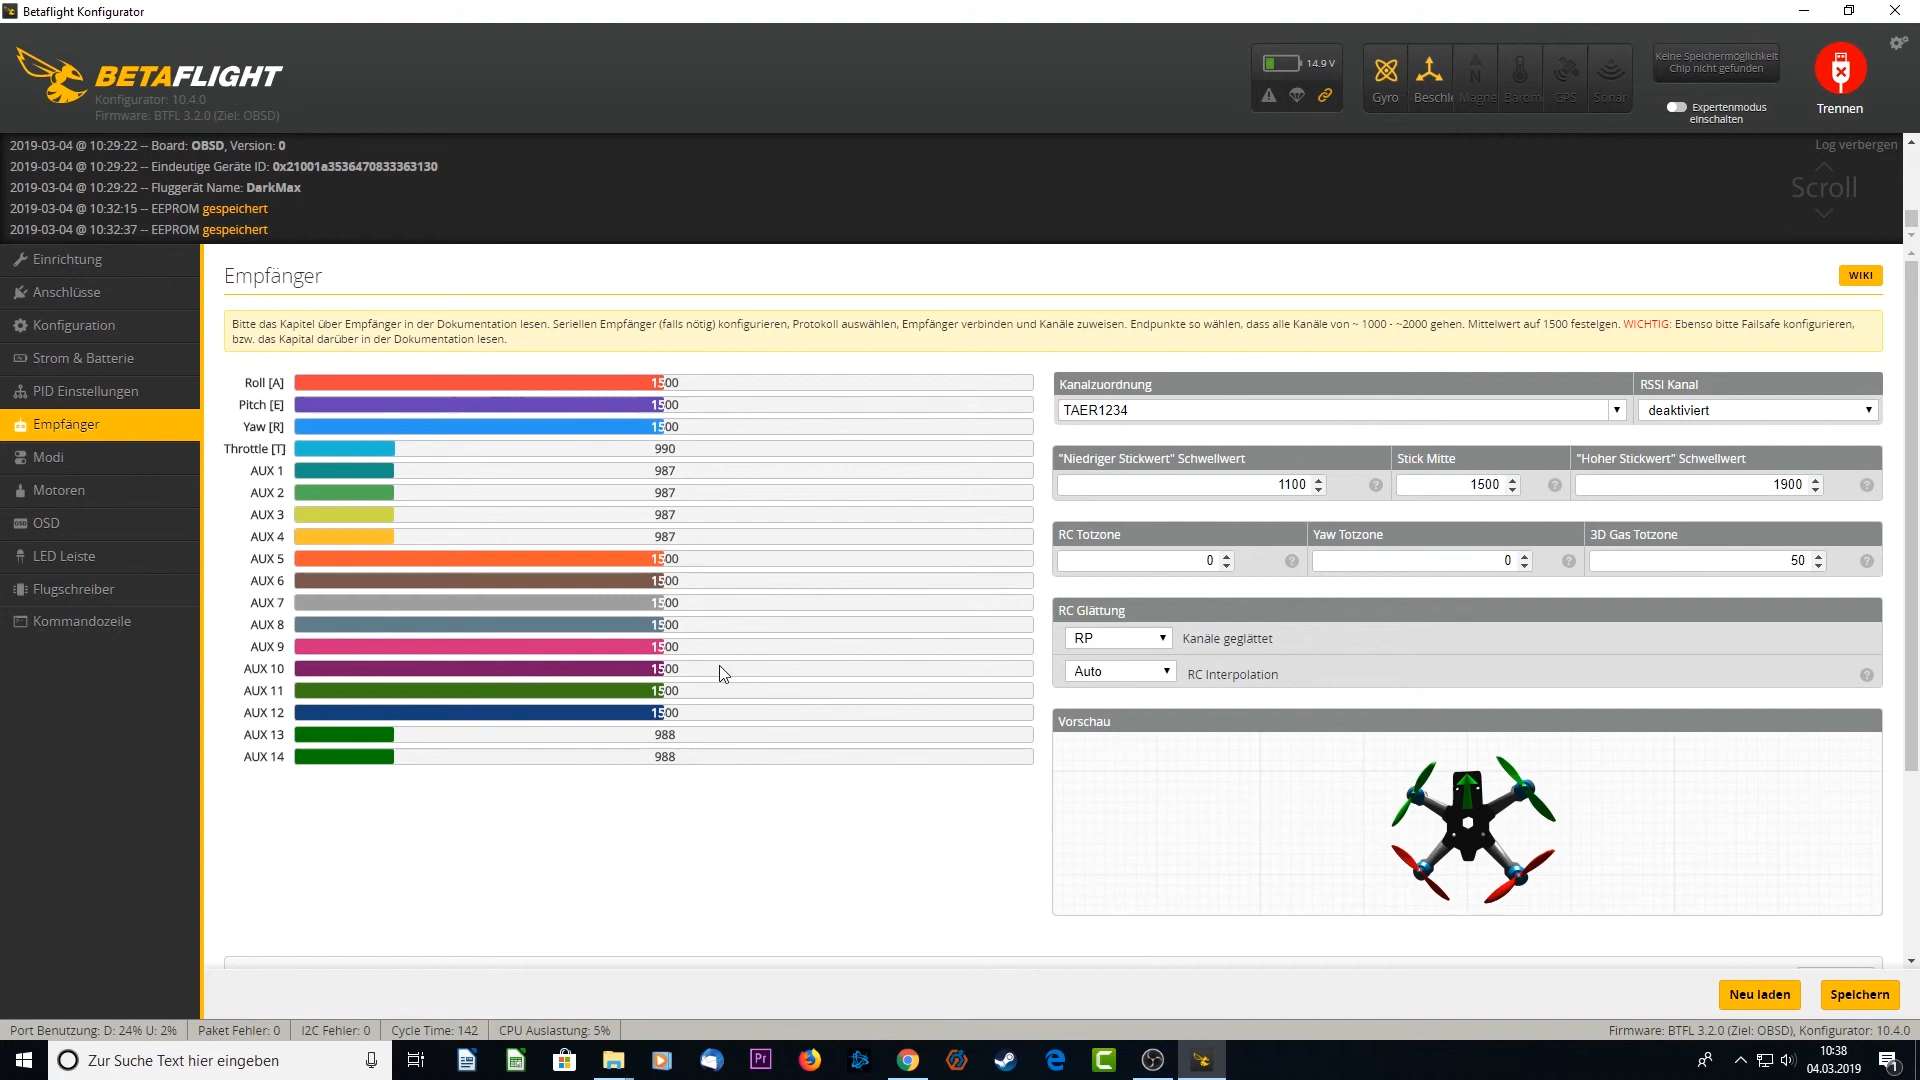 Betaflight Konfigurator
BETAFLIGHT
Konfigurator: 10.4.0
Firmware: BTFL 3.2.0 (Ziel: OBSD)
14.9 V
Gyro
Beschle
Magne
Barom
GPS
Sonar
Keine Speichermöglichkeit
Chip nicht gefunden
Expertenmodus
einschalten
Trennen
2019-03-04 @ 10:29:22 -- Board: OBSD, Version: 0
2019-03-04 @ 10:29:22 -- Eindeutige Geräte ID: 0x21001a3536470833363130
2019-03-04 @ 10:29:22 -- Fluggerät Name: DarkMax
2019-03-04 @ 10:32:15 -- EEPROM gespeichert
2019-03-04 @ 10:32:37 -- EEPROM gespeichert
Log verbergen
Scroll
Einrichtung
Anschlüsse
Konfiguration
Strom & Batterie
PID Einstellungen
Empfänger
Modi
Motoren
OSD
LED Leiste
Flugschreiber
Kommandozeile
Empfänger
WIKI
Bitte das Kapitel über Empfänger in der Dokumentation lesen. Seriellen Empfänger (falls nötig) konfigurieren, Protokoll auswählen, Empfänger verbinden und Kanäle zuweisen. Endpunkte so wählen, dass alle Kanäle von ~ 1000 - ~2000 gehen. Mittelwert auf 1500 festelgen. WICHTIG: Ebenso bitte Failsafe konfigurieren,
bzw. das Kapital darüber in der Dokumentation lesen.
Roll [A] 1500
Pitch [E] 1500
Yaw [R] 1500
Throttle [T] 990
AUX 1 987
AUX 2 987
AUX 3 987
AUX 4 987
AUX 5 1500
AUX 6 1500
AUX 7 1500
AUX 8 1500
AUX 9 1500
AUX 10 1500
AUX 11 1500
AUX 12 1500
AUX 13 988
AUX 14 988
Kanalzuordnung RSSI Kanal
TAER1234 deaktiviert
"Niedriger Stickwert" Schwellwert Stick Mitte "Hoher Stickwert" Schwellwert
1100 1500 1900
RC Totzone Yaw Totzone 3D Gas Totzone
0 0 50
RC Glättung
RP Kanäle geglättet
Auto RC Interpolation
Vorschau
Neu laden Speichern
Port Benutzung: D: 24% U: 2% Paket Fehler: 0 I2C Fehler: 0 Cycle Time: 142 CPU Auslastung: 5% Firmware: BTFL 3.2.0 (Ziel: OBSD), Konfigurator: 10.4.0
Zur Suche Text hier eingeben
Pr
10:38
04.03.2019
1